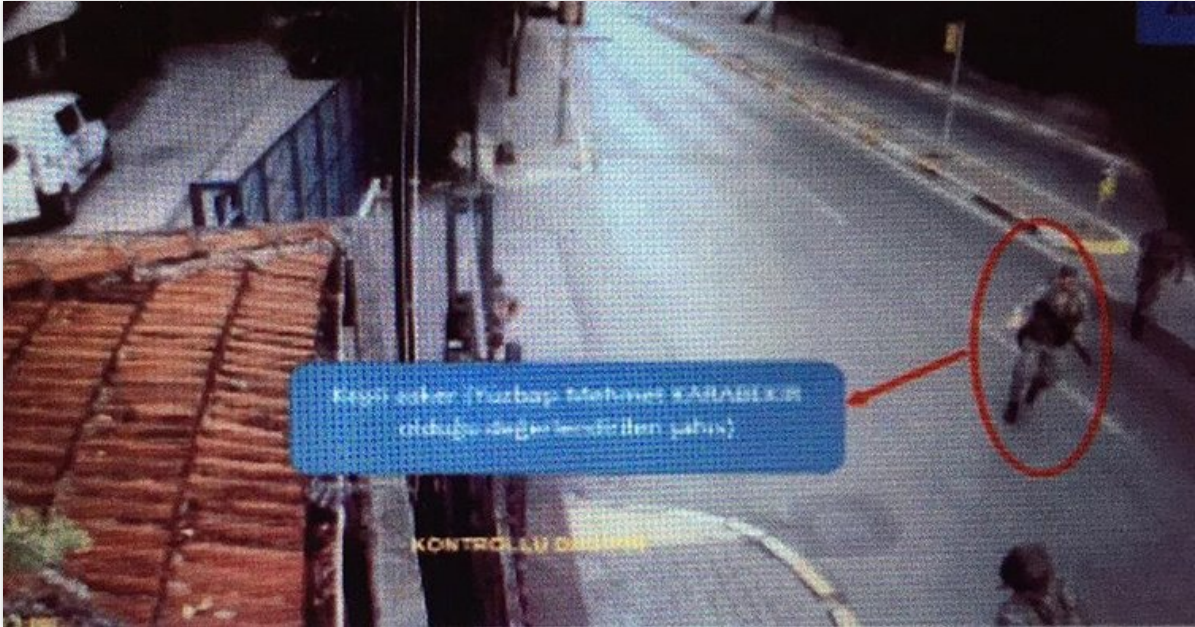 asker (Yüzbaşı Mehmet KARABEKİR
olduğu değerlendirilen şahıs)
KONTROLLU